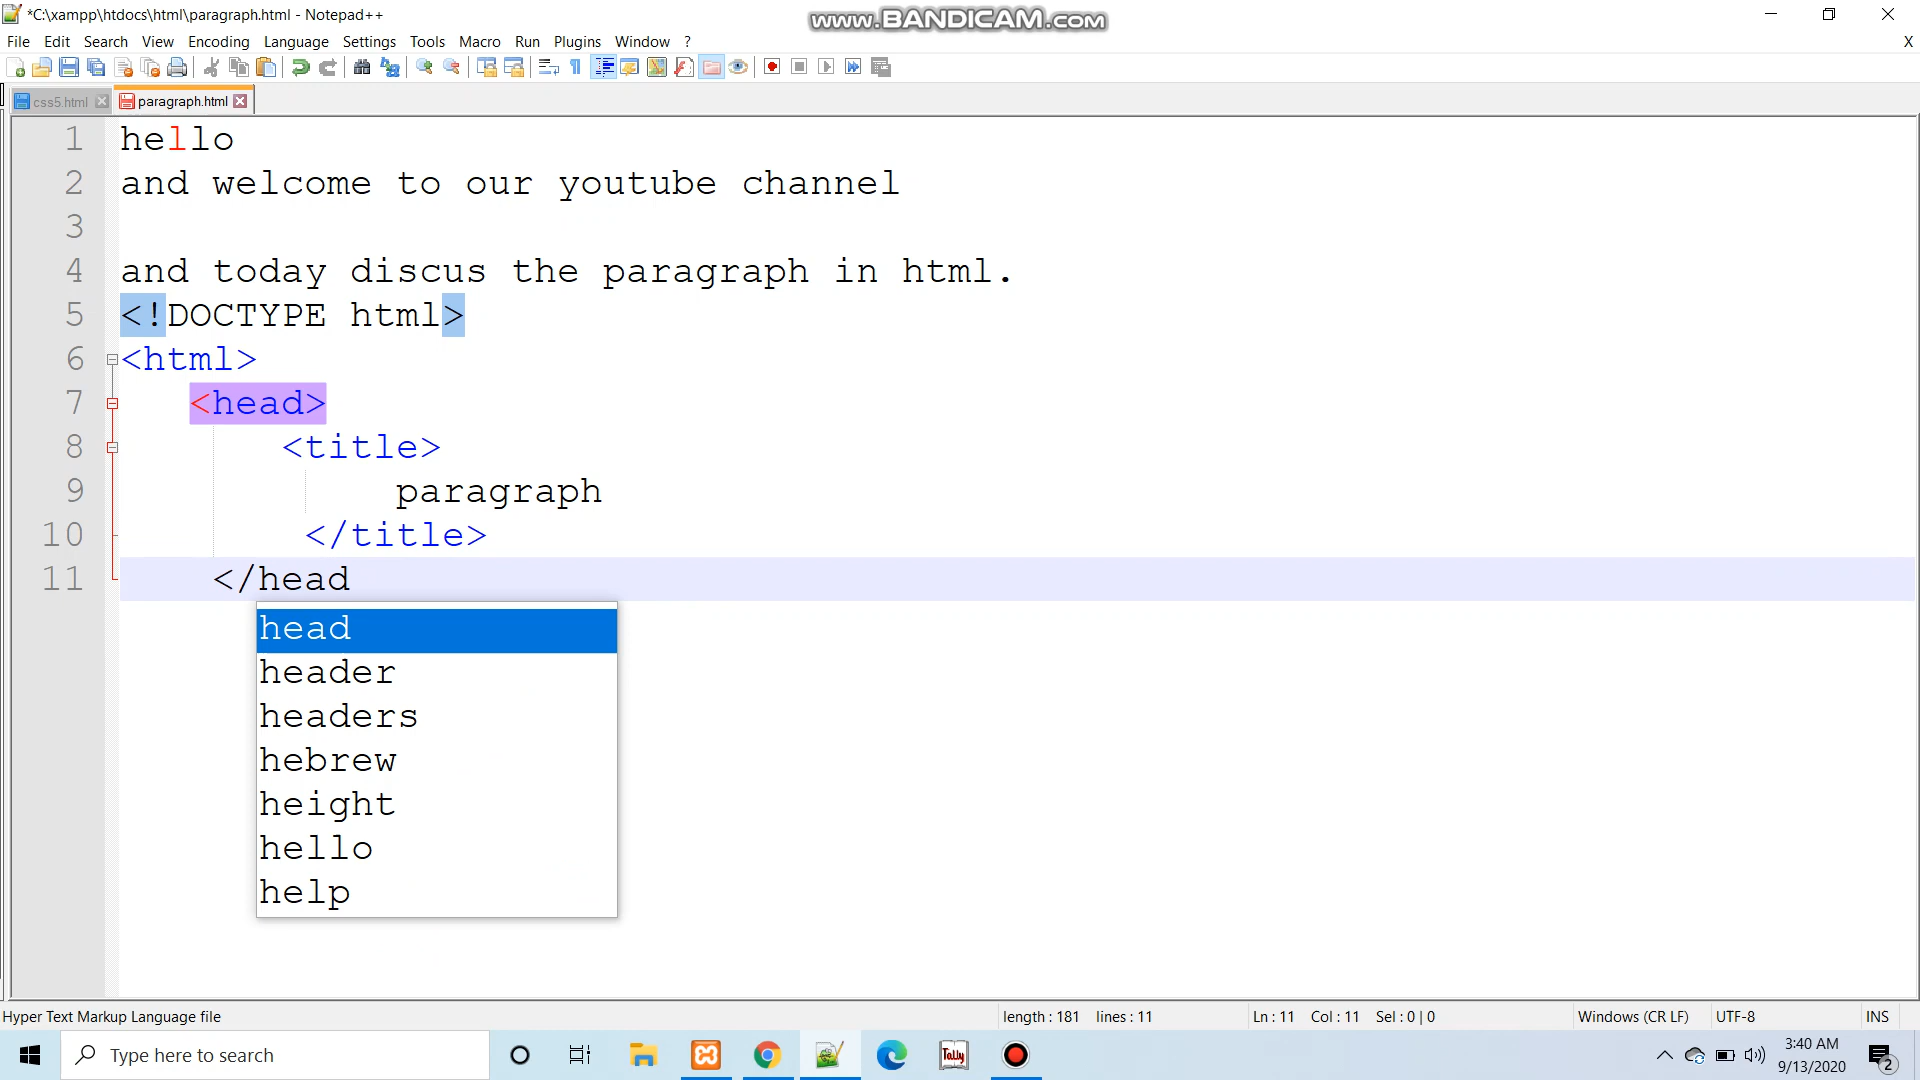 *C:\xampp\htdocs\html\paragraph.html - Notepad++
www.BANDICAM.com
File Edit Search View Encoding Language Settings Tools Macro Run Plugins Window ? X
css5.html paragraph.html
1 hello
2 and welcome to our youtube channel
3
4 and today discus the paragraph in html.
5 <!DOCTYPE html>
6 <html>
7 <head>
8 <title>
9 paragraph
10 </title>
11 </head
head
header
headers
hebrew
height
hello
help
Hyper Text Markup Language file length : 181 lines : 11 Ln : 11 Col : 11 Sel : 0 | 0 Windows (CR LF) UTF-8 INS
Type here to search
Tally
3:40 AM
9/13/2020
2